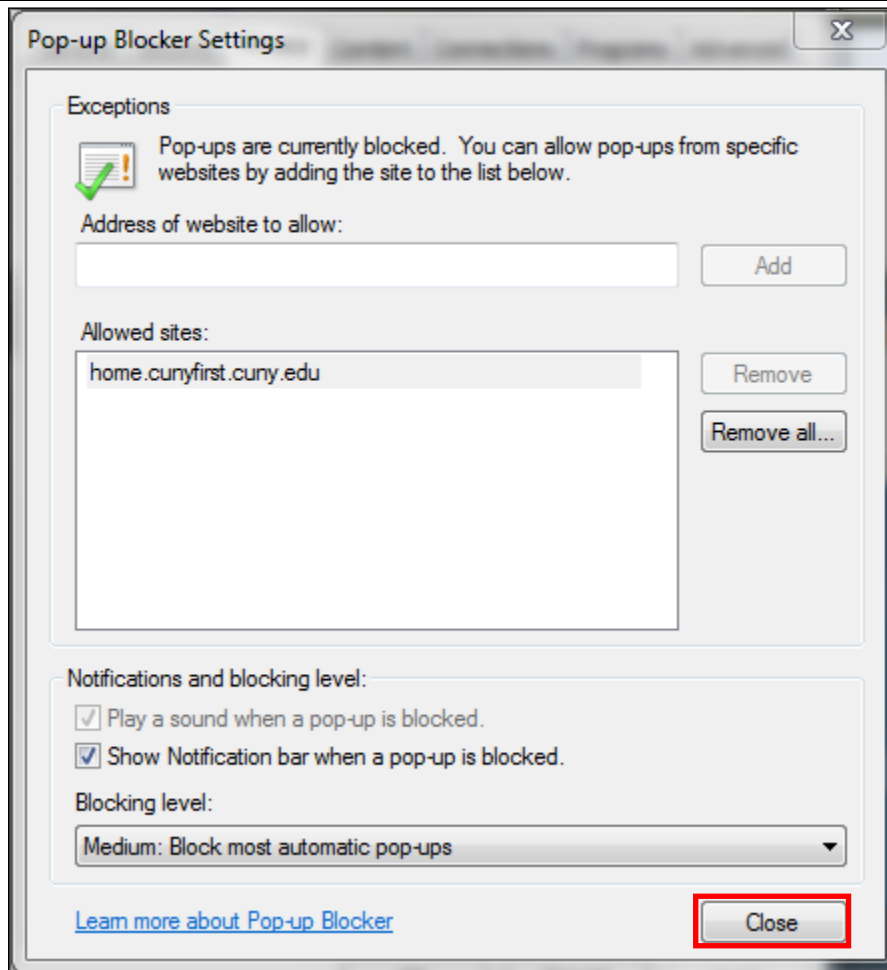 Pop-up Blocker Settings
Exceptions
Pop-ups are currently blocked. You can allow pop-ups from specific
websites by adding the site to the list below.
Address of website to allow:
Add
Allowed sites:
home.cunyfirst.cuny.edu
Remove
Remove all...
Notifications and blocking level:
Play a sound when a pop-up is blocked.
Show Notification bar when a pop-up is blocked.
Blocking level:
Medium: Block most automatic pop-ups
Learn more about Pop-up Blocker
Close